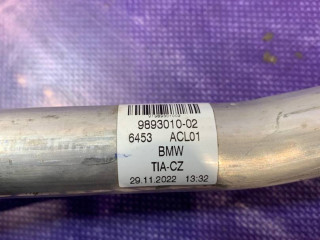 9893010-02
6453 ACL01
BMW
TIA-CZ
29.11.2022 13:32